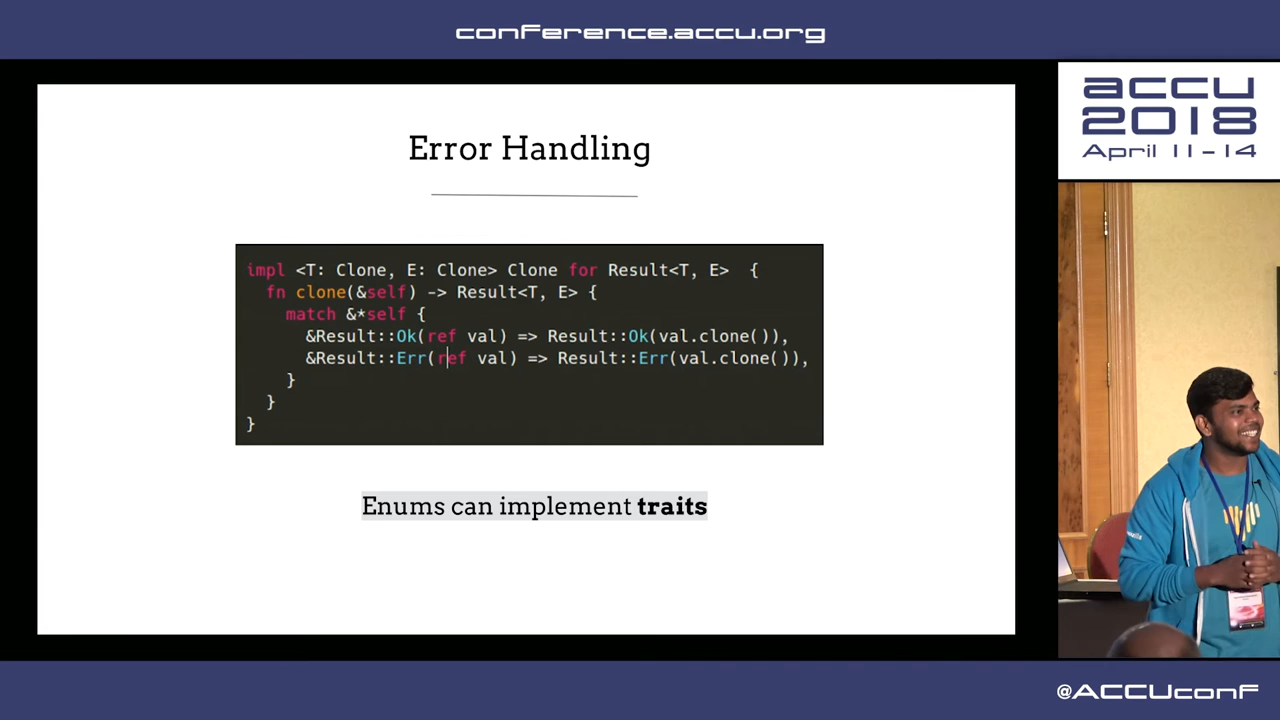 conference.accu.org
accu
2018
April 11-14
Error Handling
impl <T: Clone, E: Clone> Clone for Result<T, E>  {
  fn clone(&self) -> Result<T, E> {
    match &*self {
      &Result::Ok(ref val) => Result::Ok(val.clone()),
      &Result::Err(ref val) => Result::Err(val.clone()),
    }
  }
}
Enums can implement traits
@ACCUconf